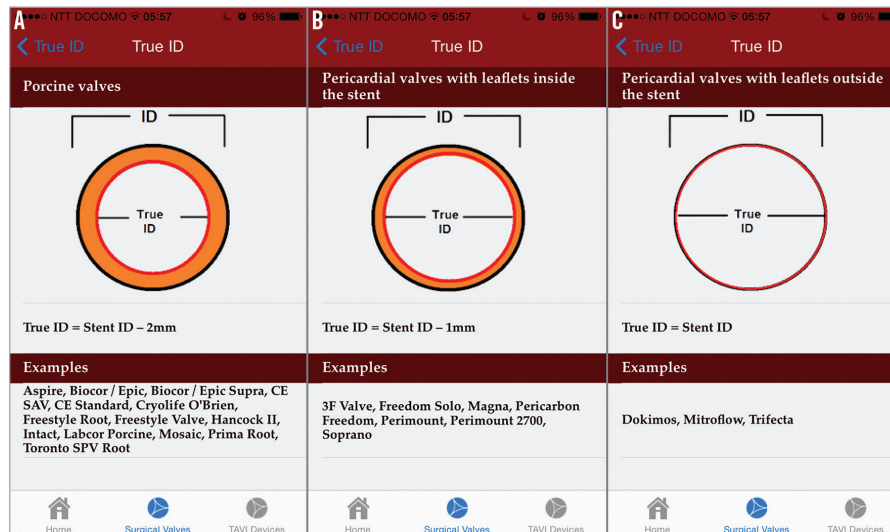 A
NTT DOCOMO 05:57 96%
True ID True ID
Porcine valves
ID
True
ID
True ID = Stent ID – 2mm
Examples
Aspire, Biocor / Epic, Biocor / Epic Supra, CE
SAV, CE Standard, Cryolife O'Brien,
Freestyle Root, Freestyle Valve, Hancock II,
Intact, Labcor Porcine, Mosaic, Prima Root,
Toronto SPV Root
Home Surgical Valves TAVI Devices
B
NTT DOCOMO 05:57 96%
True ID True ID
Pericardial valves with leaflets inside
the stent
ID
True
ID
True ID = Stent ID – 1mm
Examples
3F Valve, Freedom Solo, Magna, Pericarbon
Freedom, Perimount, Perimount 2700,
Soprano
Home Surgical Valves TAVI Devices
C
NTT DOCOMO 05:57 96%
True ID True ID
Pericardial valves with leaflets outside
the stent
ID
True
ID
True ID = Stent ID
Examples
Dokimos, Mitroflow, Trifecta
Home Surgical Valves TAVI Devices